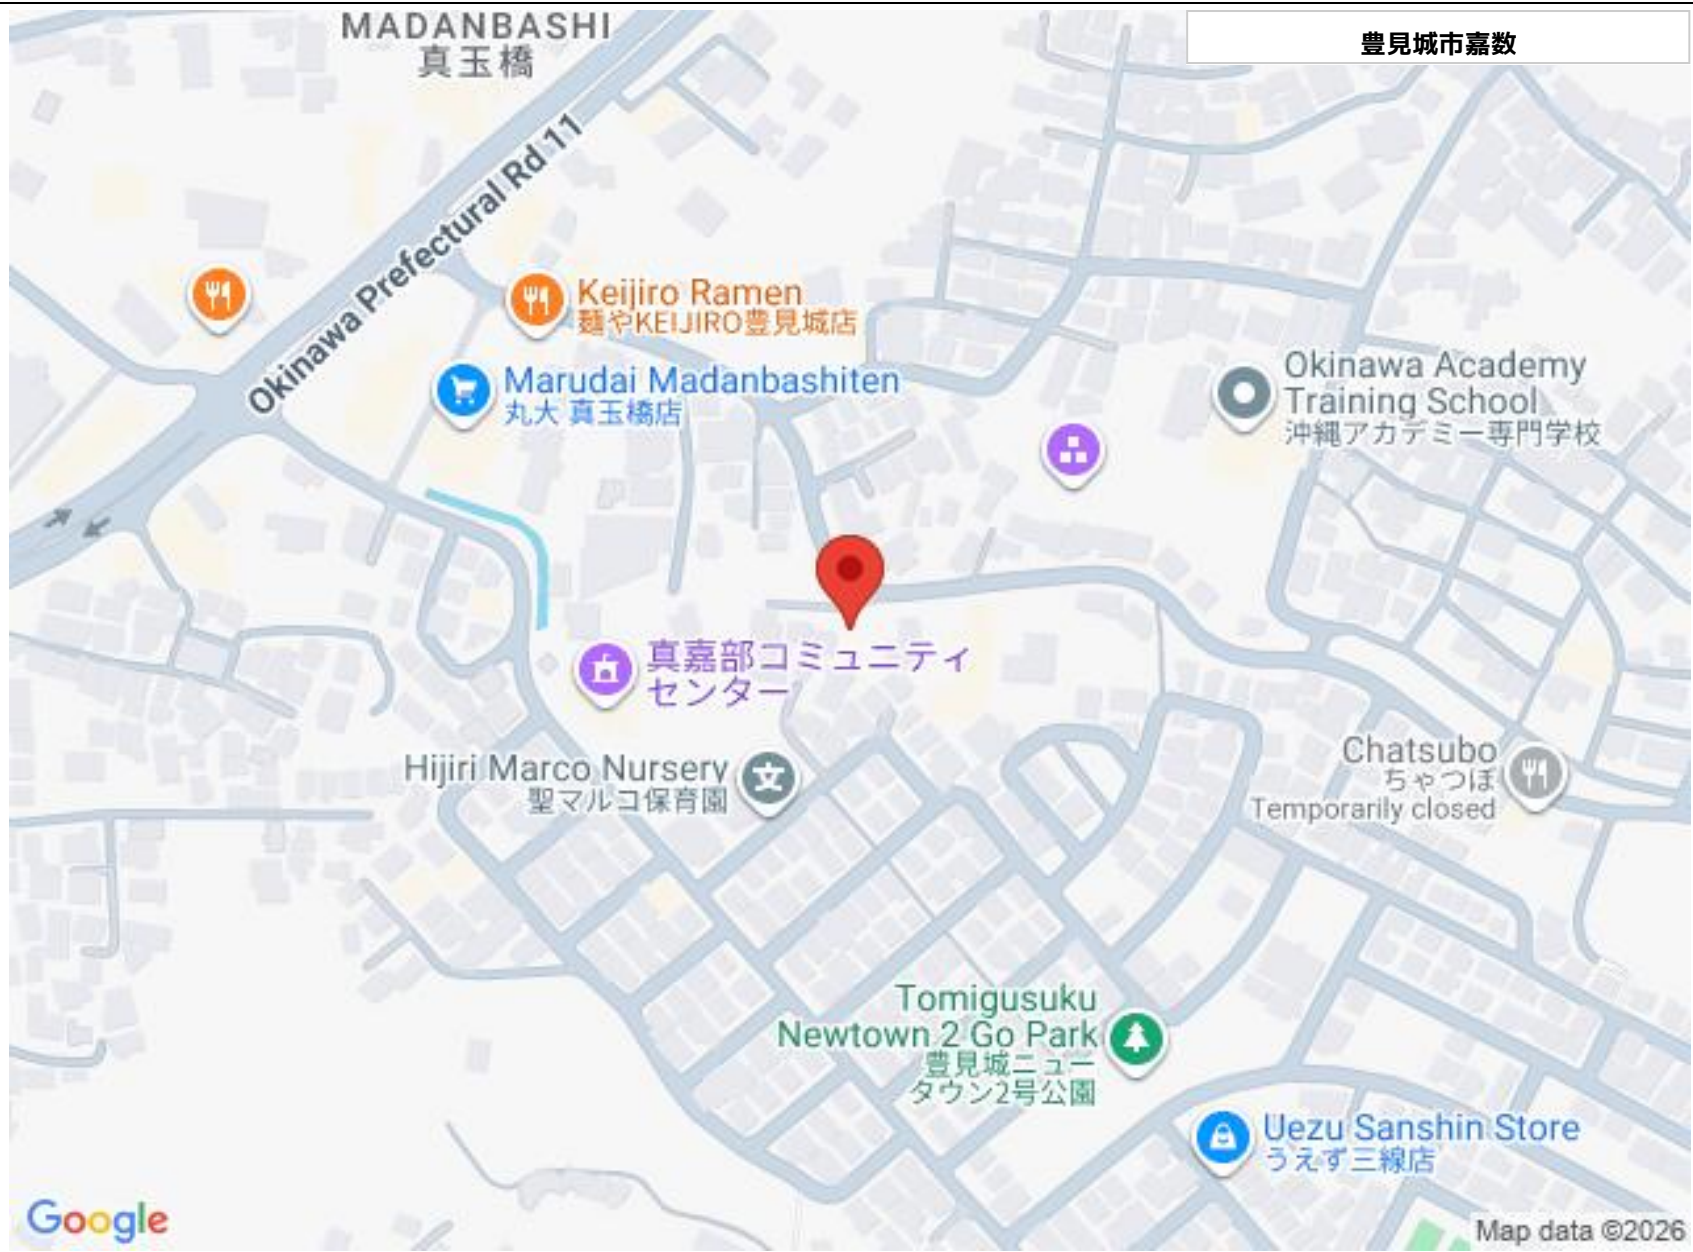 MADANBASHI
真玉橋
豊見城市嘉数
Okinawa Prefectural Rd 11
Keijiro Ramen
麺やKEIJIRO豊見城店
Marudai Madanbashiten
丸大 真玉橋店
Okinawa Academy
Training School
沖縄アカデミー専門学校
真嘉部コミュニティ
センター
Hijiri Marco Nursery
聖マルコ保育園
Chatsubo
ちゃつぼ
Temporarily closed
Tomigusuku
Newtown 2 Go Park
豊見城ニュー
タウン2号公園
Uezu Sanshin Store
うえず三線店
Google
Map data ©2026